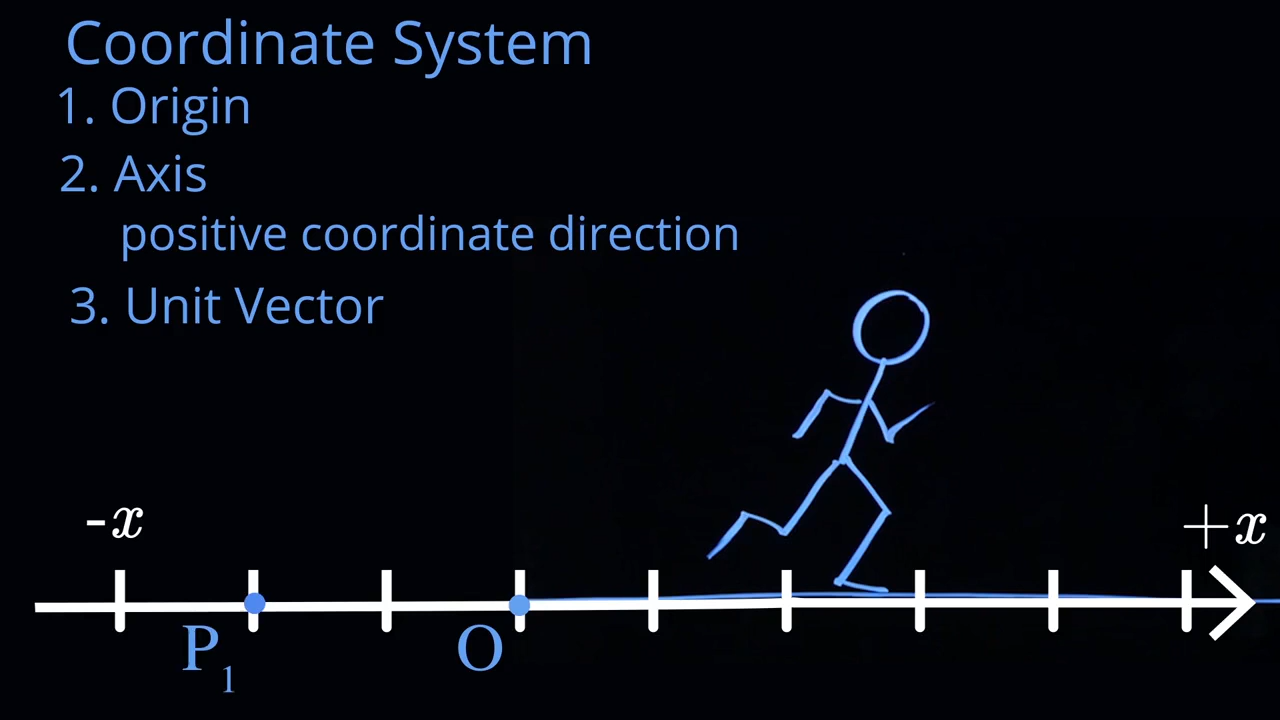 Coordinate System
1. Origin
2. Axis
positive coordinate direction
3. Unit Vector
-x
+x
P1
O